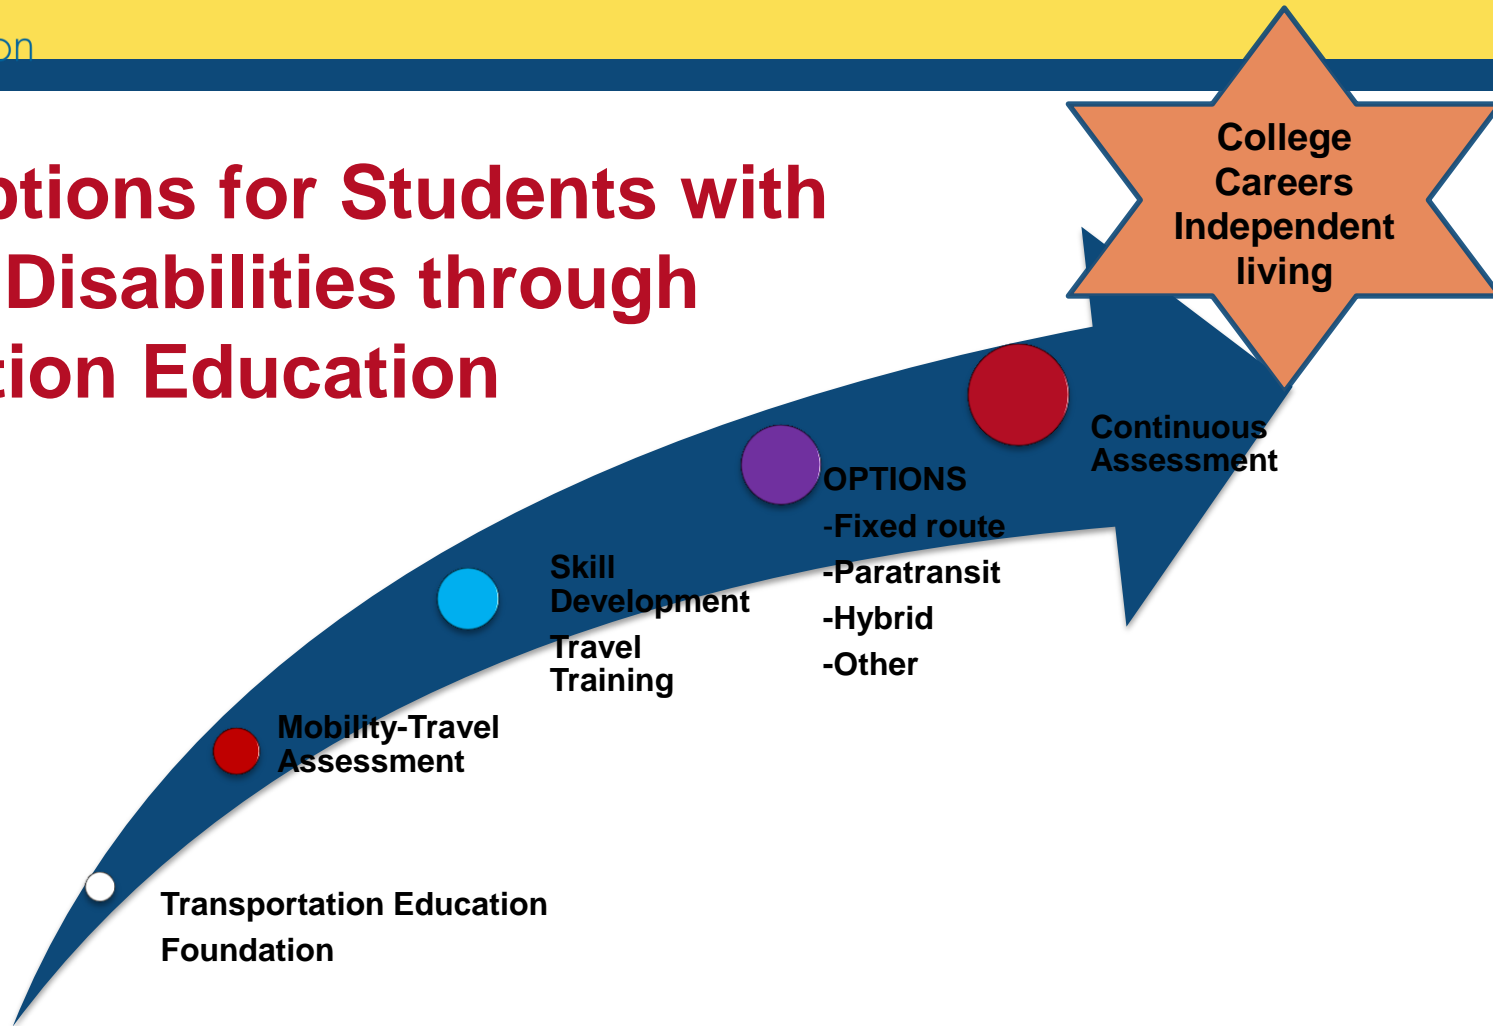 on
ptions for Students with
Disabilities through
tion Education
College
Careers
Independent
living
Continuous
Assessment
OPTIONS
-Fixed route
-Paratransit
-Hybrid
-Other
Skill
Development
Travel
Training
Mobility-Travel
Assessment
Transportation Education
Foundation